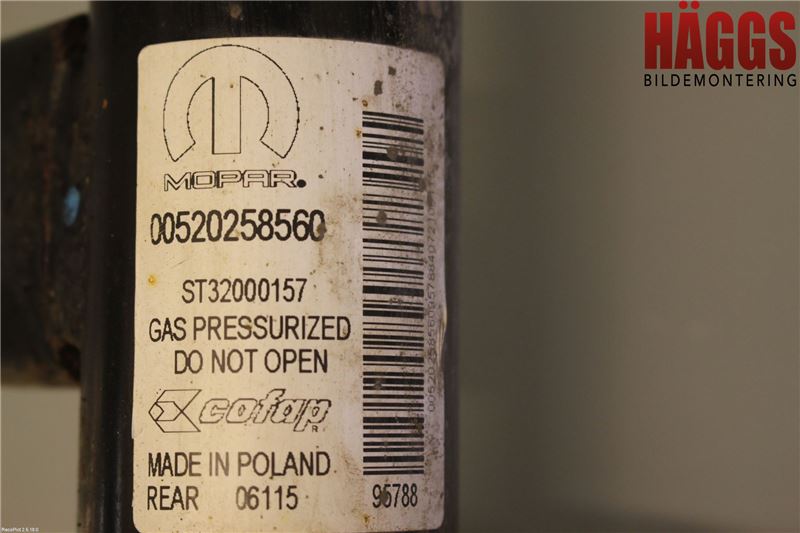 HÄGGS
BILDEMONTERING
MOPAR.
00520258560
ST32000157
GAS PRESSURIZED
DO NOT OPEN
cofap
R
MADE IN POLAND
REAR 06115
95788